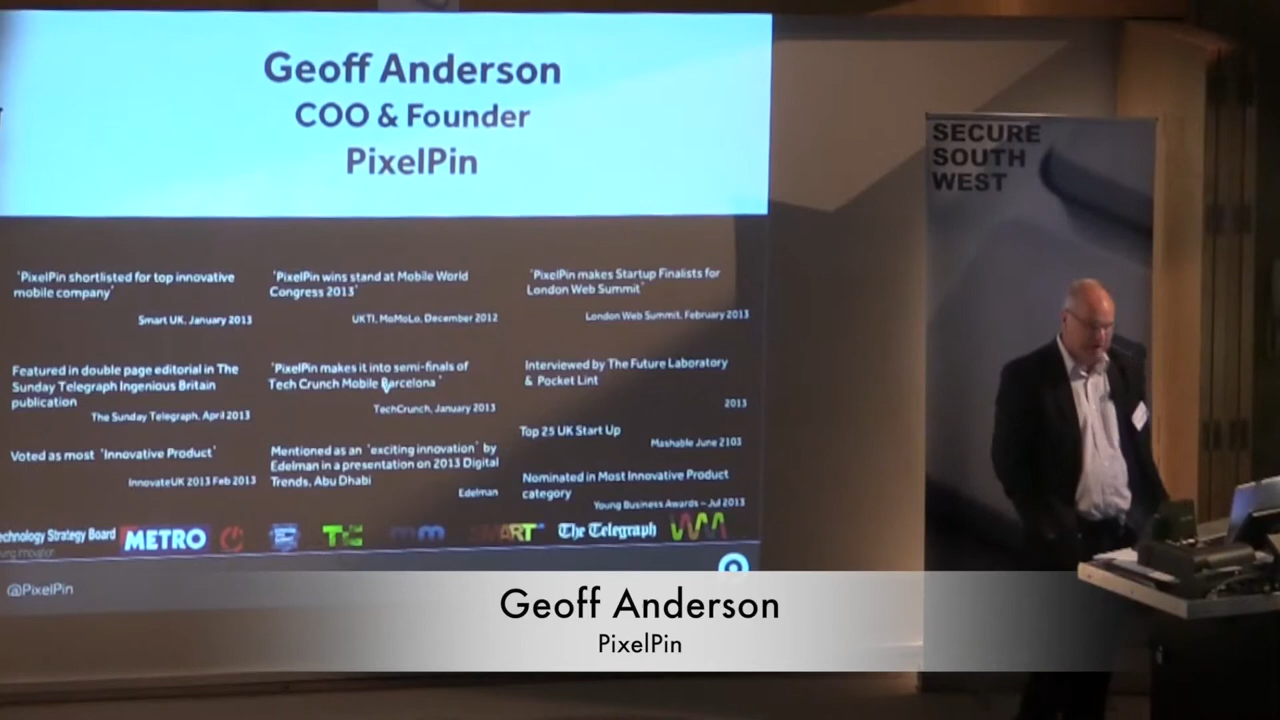 Geoff Anderson
COO & Founder
PixelPin
'PixelPin shortlisted for top innovative
mobile company'
Smart UK, January 2013
'PixelPin wins stand at Mobile World
Congress 2013'
UKTI, MoMoLo, December 2012
'PixelPin makes Startup Finalists for
London Web Summit'
London Web Summit, February 2013
Featured in double page editorial in The
Sunday Telegraph Ingenious Britain
publication
The Sunday Telegraph, April 2013
'PixelPin makes it into semi-finals of
Tech Crunch Mobile Barcelona'
TechCrunch, January 2013
Interviewed by The Future Laboratory
& Pocket Lint
2013
Top 25 UK Start Up
Mashable June 2103
Voted as most 'Innovative Product'
InnovateUK 2013 Feb 2013
Mentioned as an 'exciting innovation' by
Edelman in a presentation on 2013 Digital
Trends, Abu Dhabi
Edelman
Nominated in Most Innovative Product
category
Young Business Awards – Jul 2013
echnology Strategy Board METRO TC SMART The Telegraph
@PixelPin
SECURE
SOUTH
WEST
Geoff Anderson
PixelPin